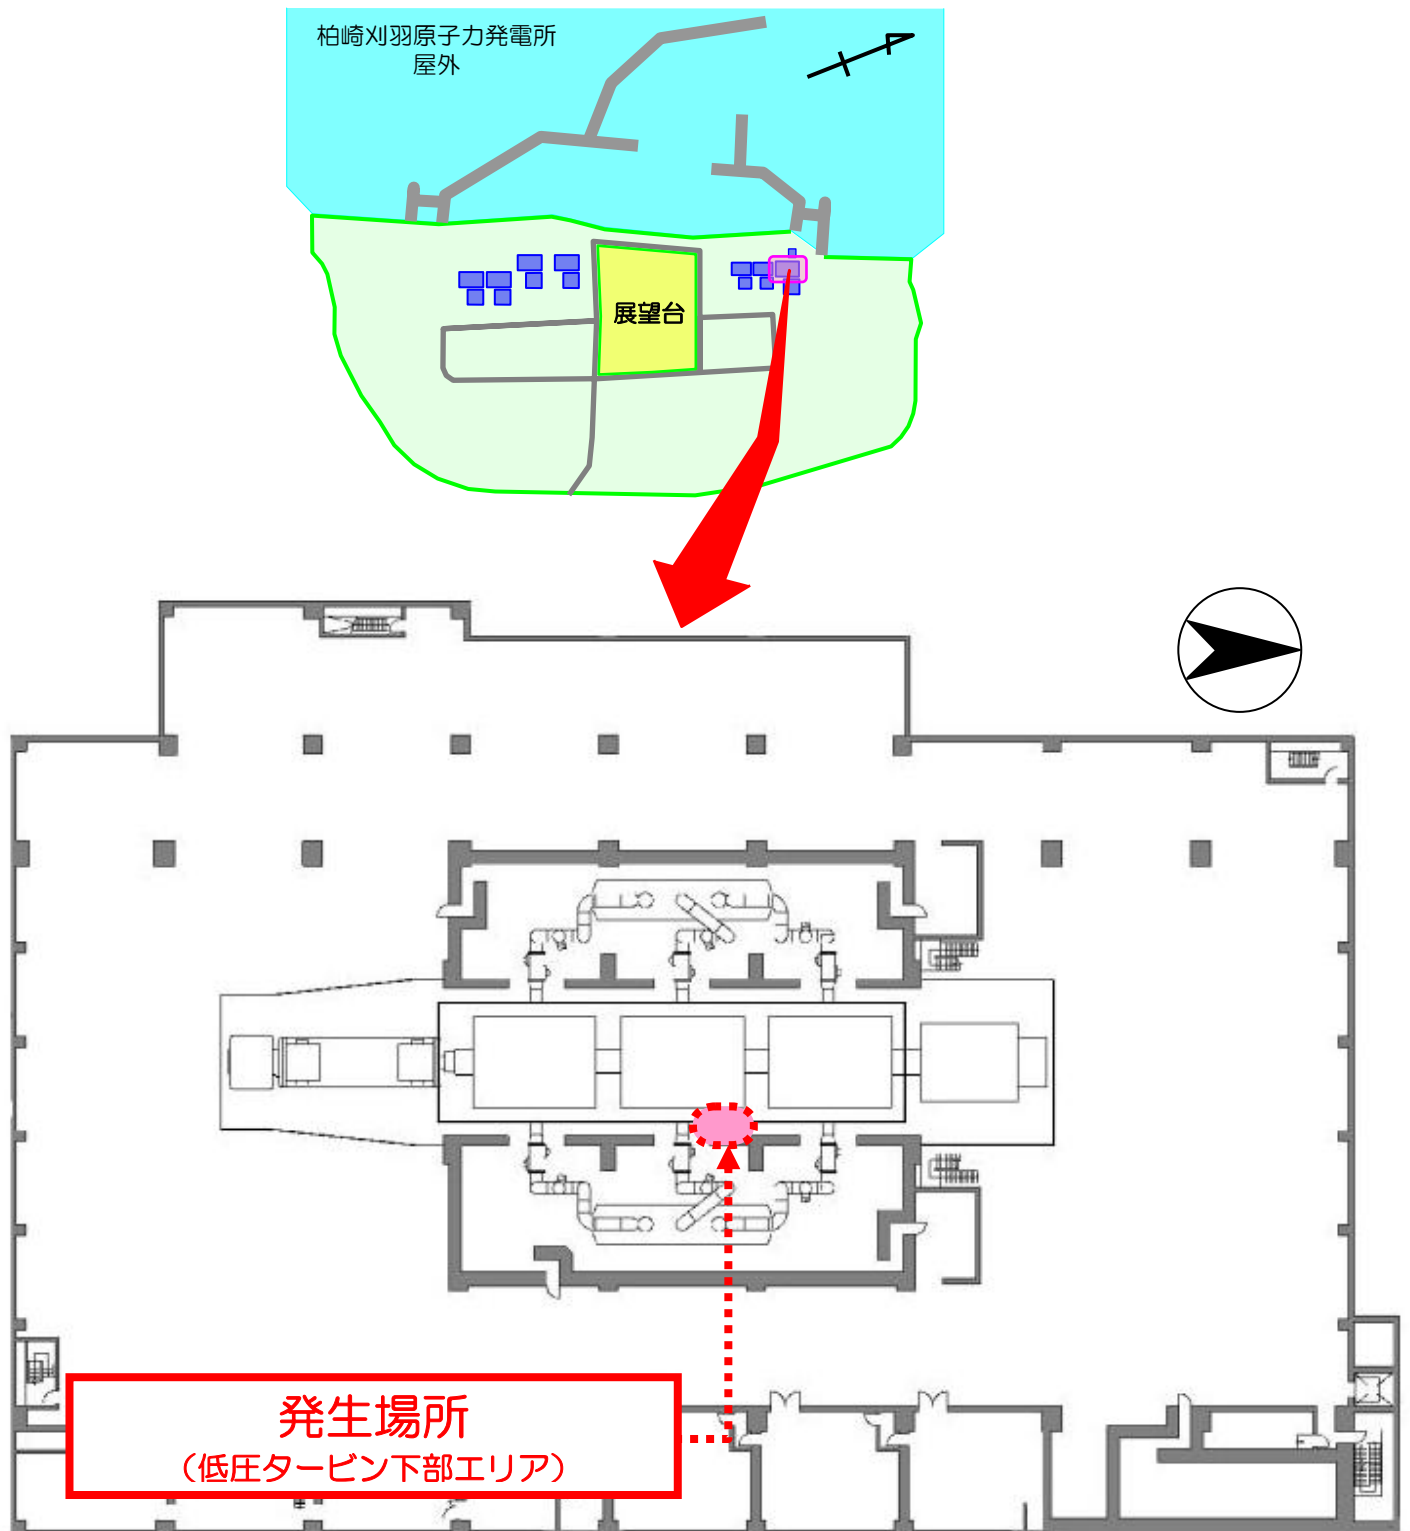 柏崎刈羽原子力発電所
屋外
展望台
発生場所
（低圧タービン下部エリア）